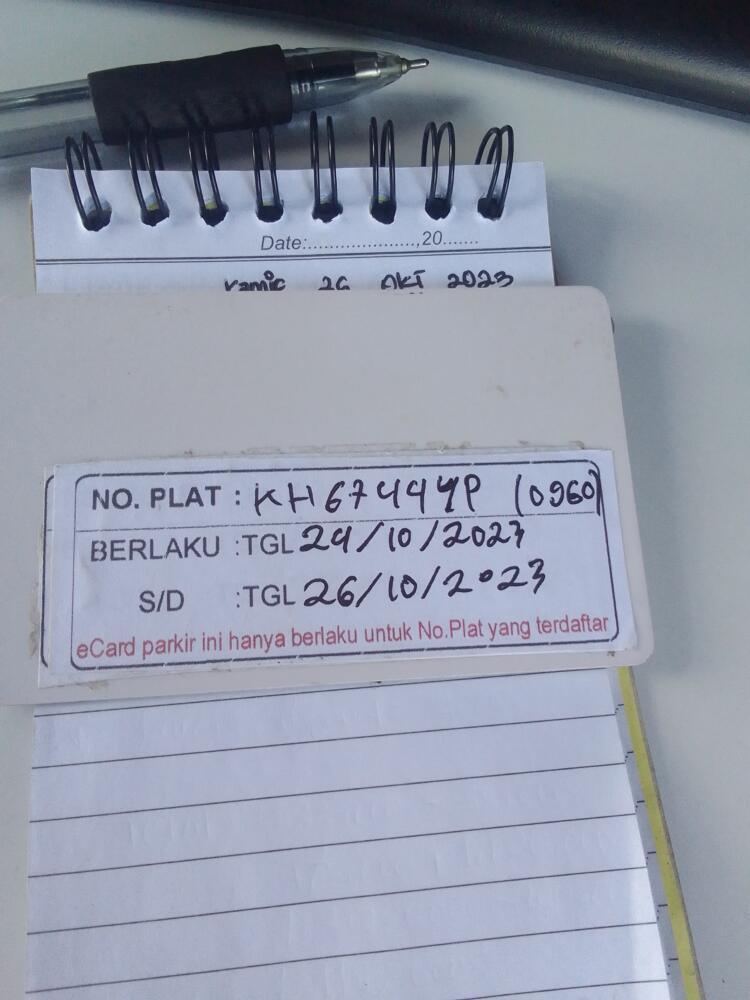 Date:....................,20.......
Kamis 26 OKT 2023
NO. PLAT : KH6744YP (0960)
BERLAKU :TGL 24/10/2023
S/D :TGL 26/10/2023
eCard parkir ini hanya berlaku untuk No.Plat yang terdaftar